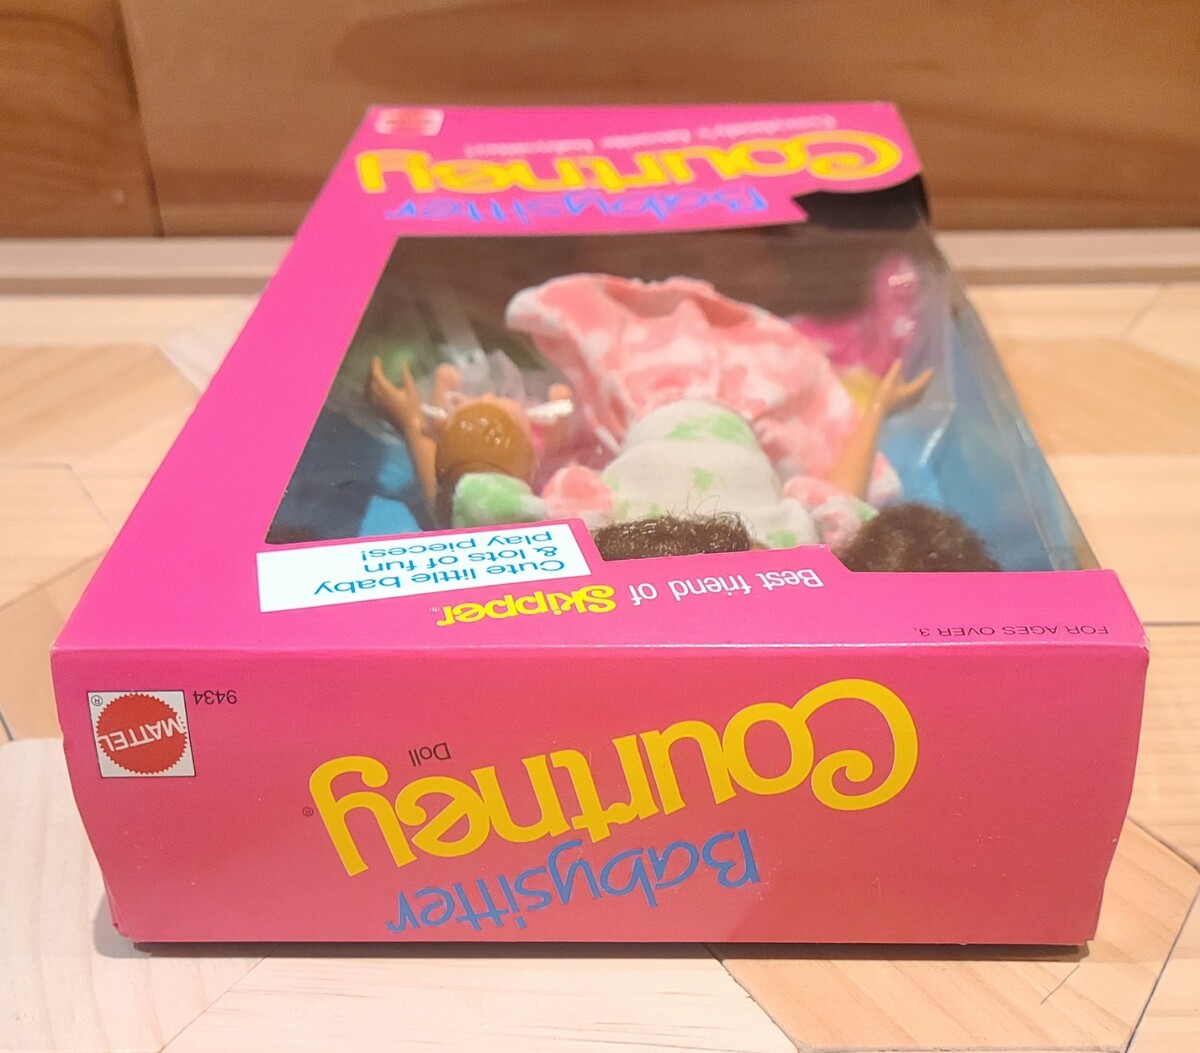 Babysitter
Courtney®
Doll
9434
MATTEL
®
FOR AGES OVER 3.
Best friend of Skipper®
Cute little baby
& lots of fun
play pieces!
Babysitter
Courtney